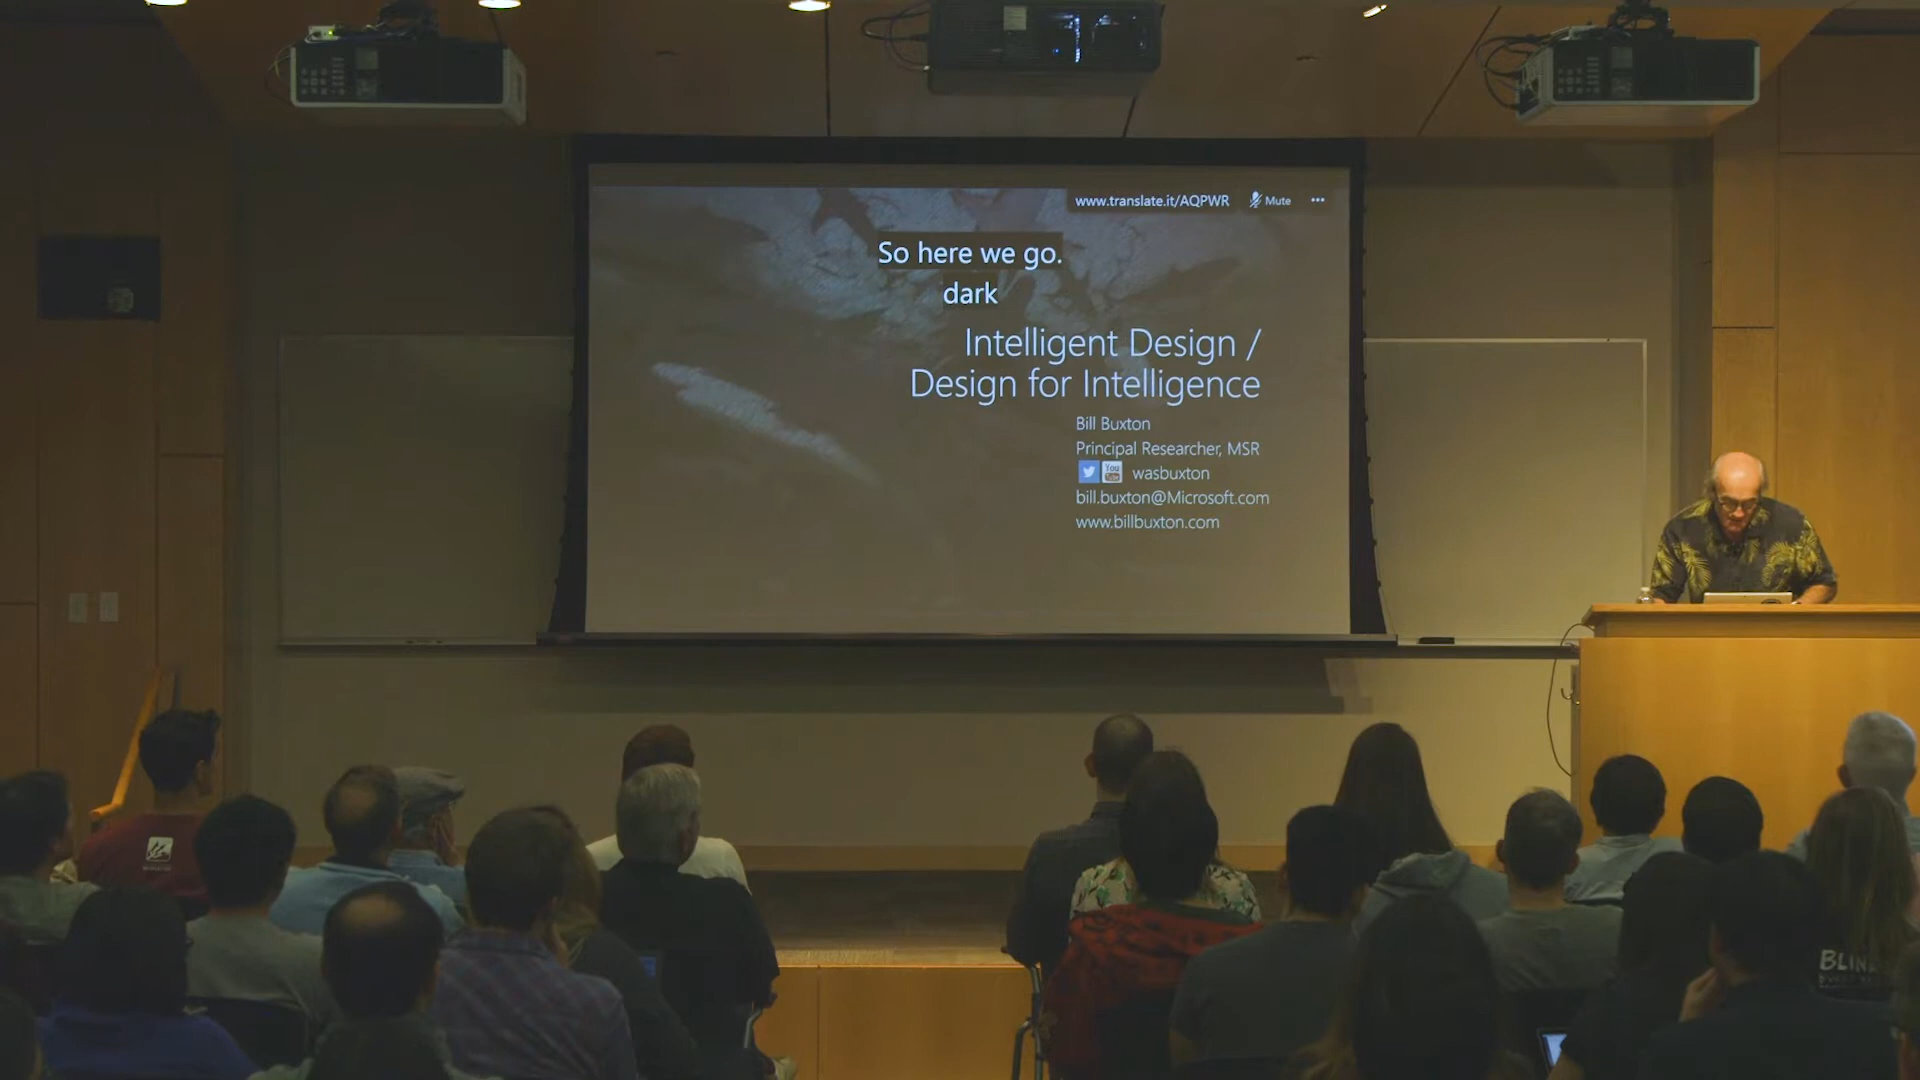 www.translate.it/AQPWR Mute
So here we go.
dark
Intelligent Design /
Design for Intelligence
Bill Buxton
Principal Researcher, MSR
You wasbuxton
bill.buxton@Microsoft.com
www.billbuxton.com